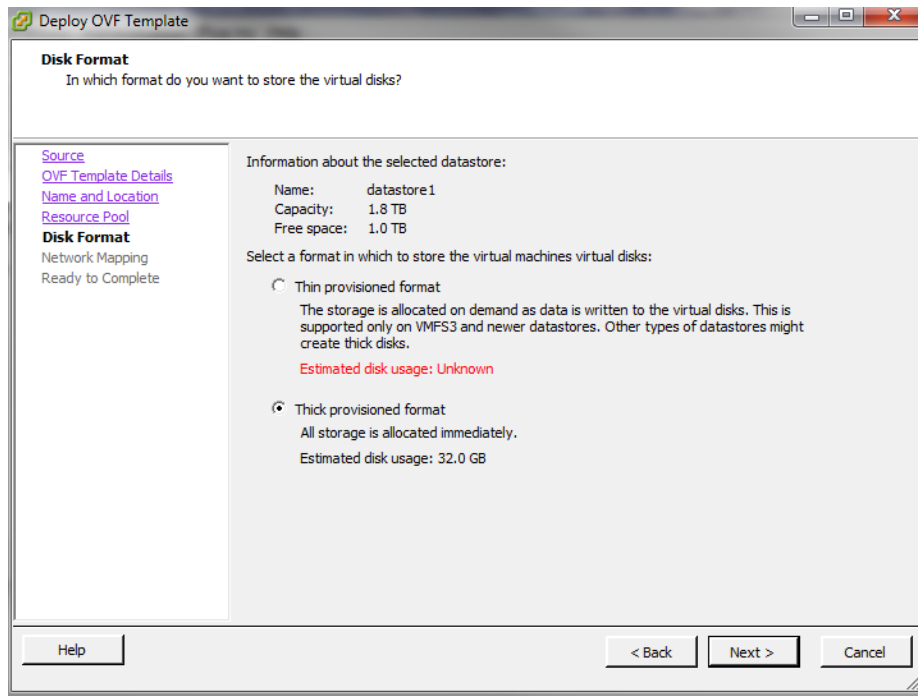 Deploy OVF Template
Disk Format
In which format do you want to store the virtual disks?
Source
OVF Template Details
Name and Location
Resource Pool
Disk Format
Network Mapping
Ready to Complete
Information about the selected datastore:
Name: datastore1
Capacity: 1.8 TB
Free space: 1.0 TB
Select a format in which to store the virtual machines virtual disks:
Thin provisioned format
The storage is allocated on demand as data is written to the virtual disks. This is
supported only on VMFS3 and newer datastores. Other types of datastores might
create thick disks.
Estimated disk usage: Unknown
Thick provisioned format
All storage is allocated immediately.
Estimated disk usage: 32.0 GB
Help
< Back
Next >
Cancel